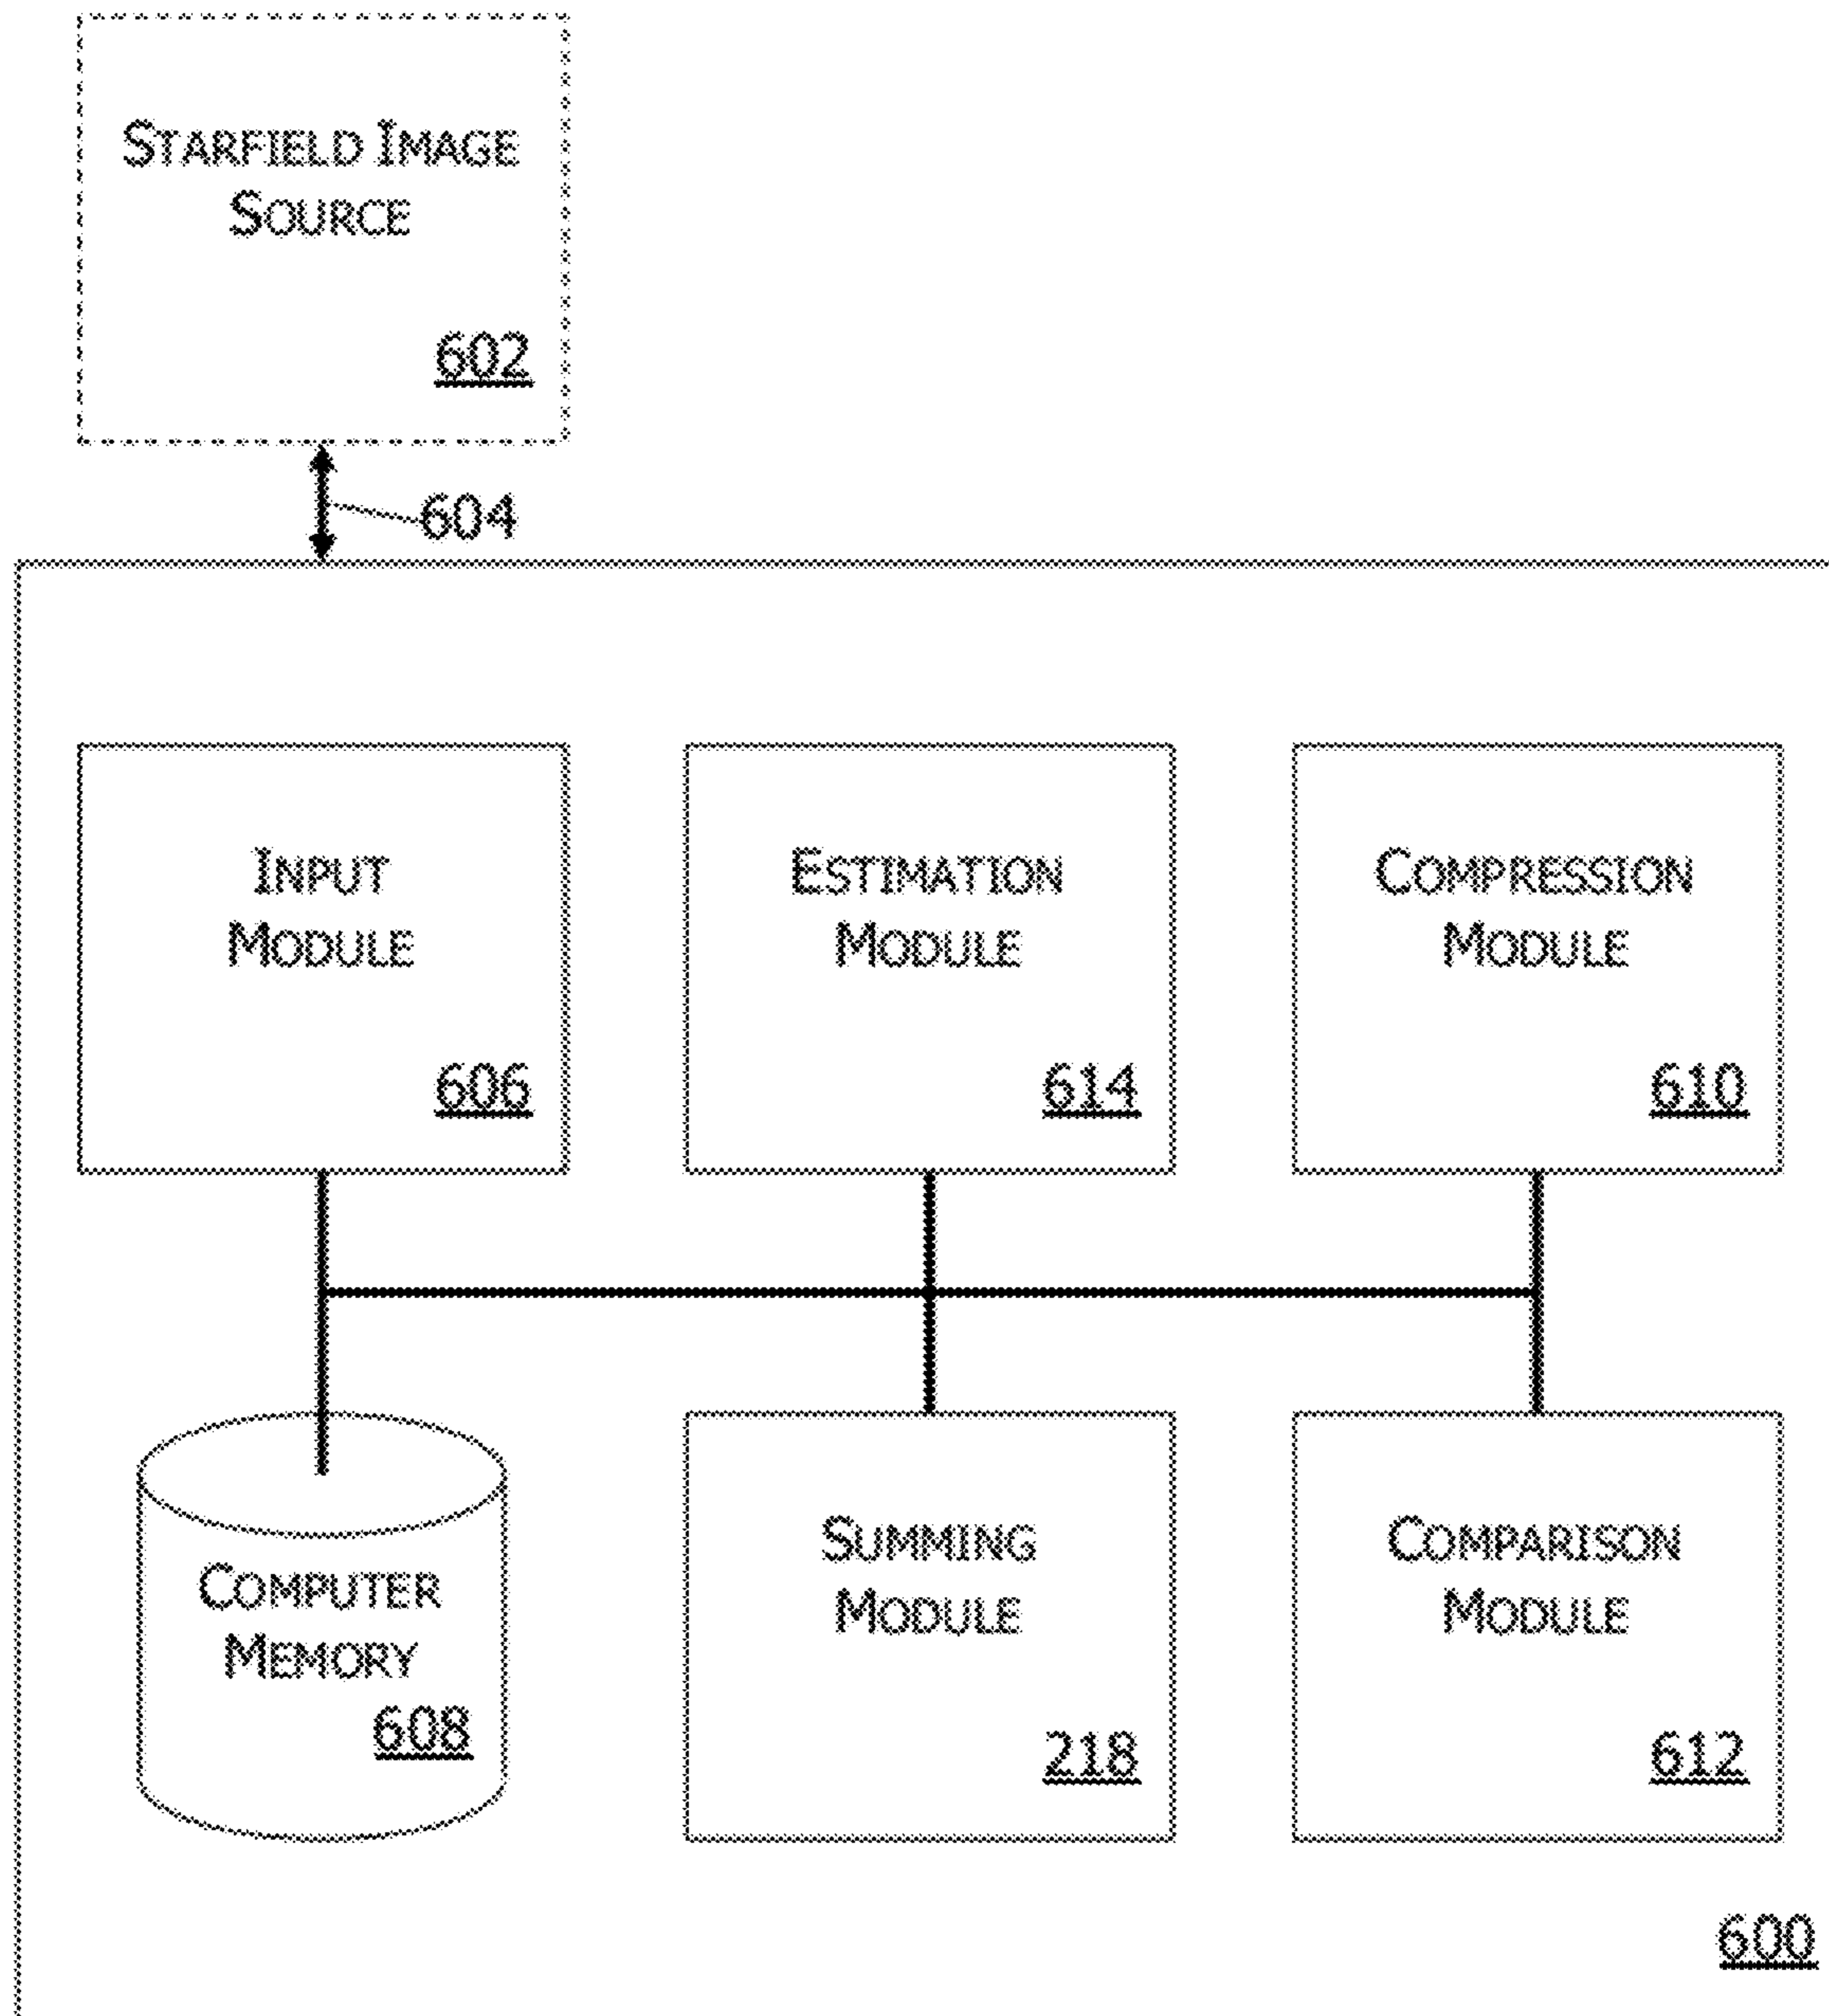 STARFIELD IMAGE
SOURCE
602
604
INPUT
MODULE
606
ESTIMATION
MODULE
614
COMPRESSION
MODULE
610
COMPUTER
MEMORY
608
SUMMING
MODULE
218
COMPARISON
MODULE
612
600